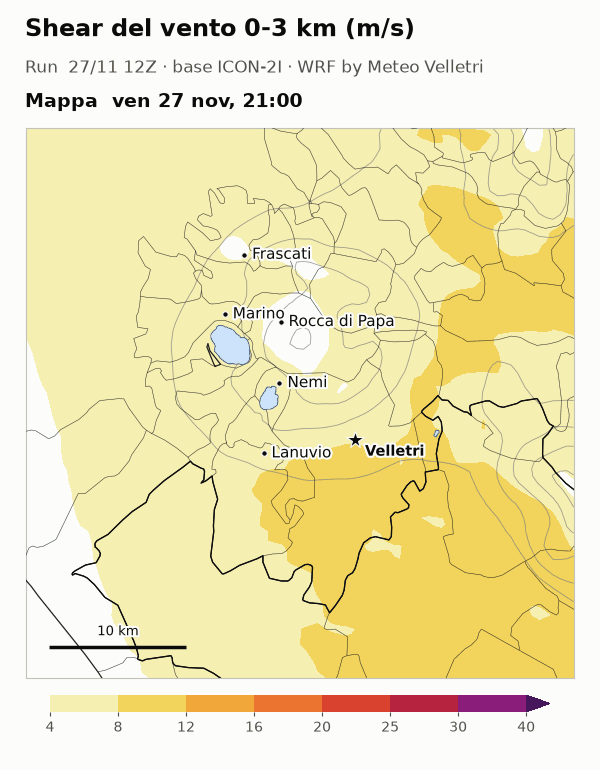 Shear del vento 0-3 km (m/s)
Run  27/11 12Z · base ICON-2I · WRF by Meteo Velletri
Mappa  ven 27 nov, 21:00
Frascati
Marino
Rocca di Papa
Nemi
Velletri
Lanuvio
10 km
4 8 12 16 20 25 30 40